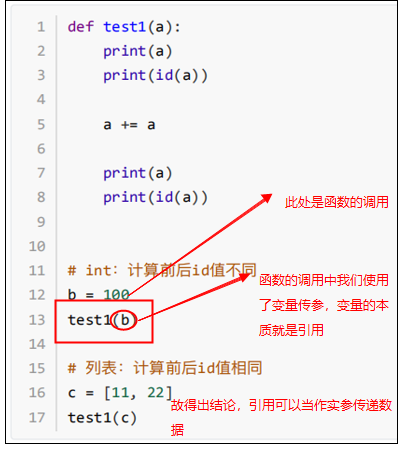 1 def test1(a):
2 print(a)
3 print(id(a))
4
5 a += a
6
7 print(a)
8 print(id(a))
9
10
11 # int：计算前后id值不同
12 b = 100
13 test1(b)
14
15 # 列表：计算前后id值相同
16 c = [11, 22]
17 test1(c)
此处是函数的调用
函数的调用中我们使用
了变量传参，变量的本
质就是引用
故得出结论，引用可以当作实参传递数
据